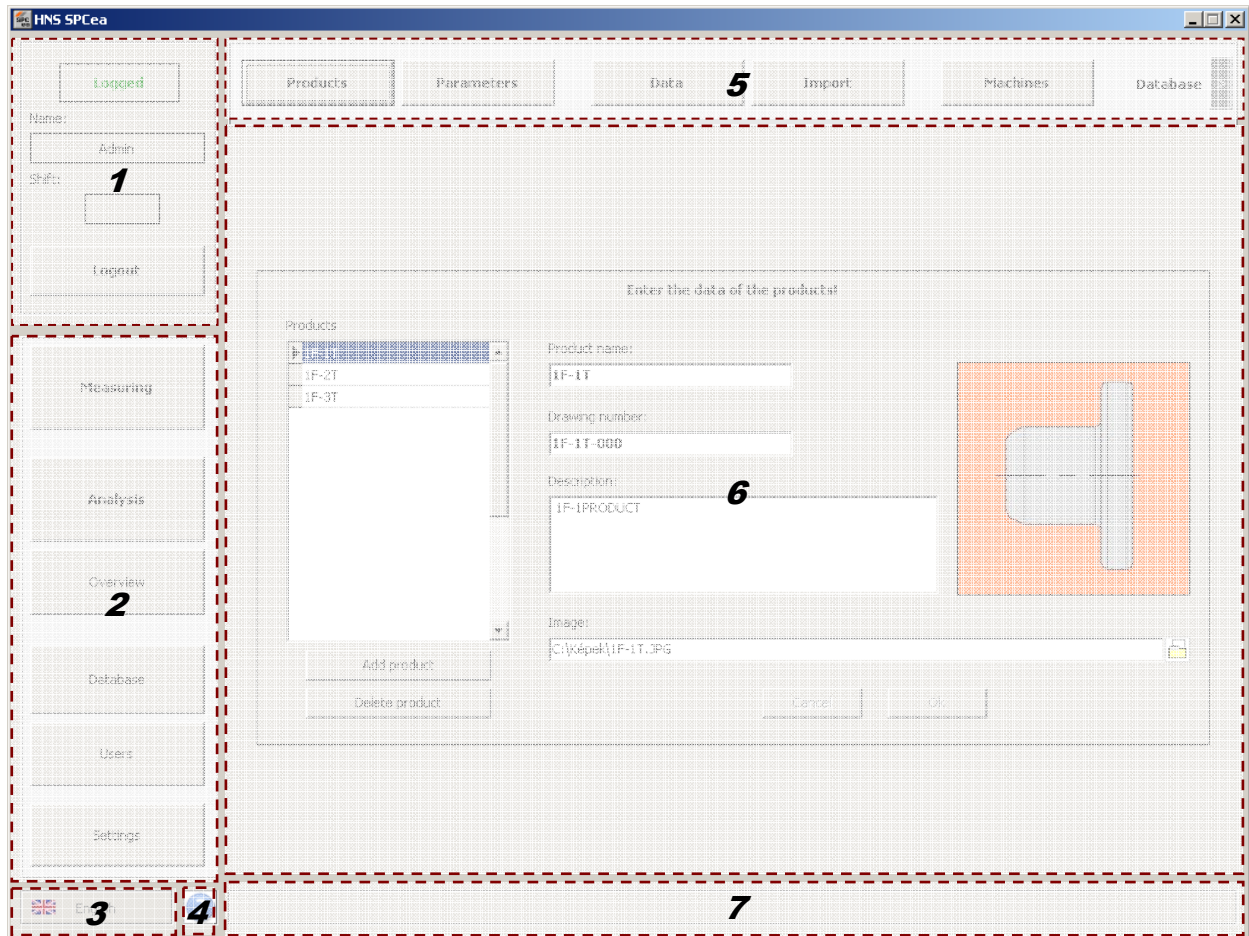 HNS SPCea
Logged
Name:
Admin
1
Shift:
Logout
Products Parameters Data 5 Import Machines Database
Measuring
Analysis
Overview
2
Database
Users
Settings
3
4
Enter the data of the products!
Products
1F-2T
1F-3T
Add product
Delete product
Product name:
1F-1T
Drawing number:
1F-1T-000
Description:
6
1F-1PRODUCT
Image:
C:\Képek\1F-1T.JPG
Cancel Ok
7